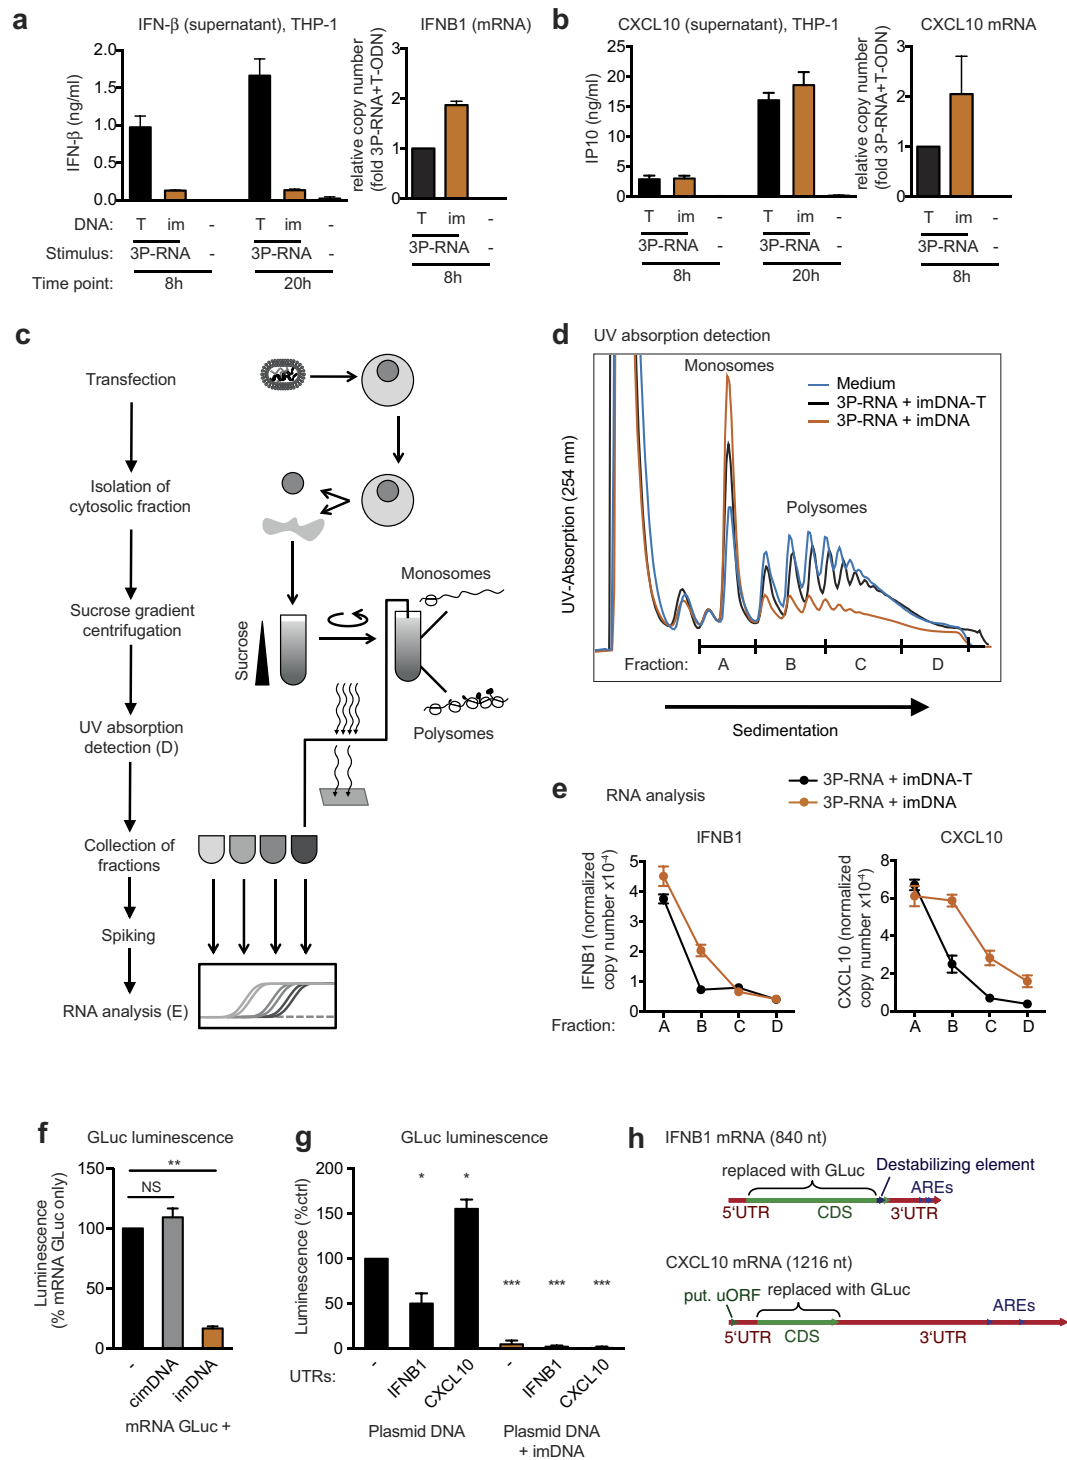 a
IFN-β (supernatant), THP-1
IFN-β (ng/ml)
2.0
1.5
1.0
0.5
0.0
DNA: T im - T im -
Stimulus: 3P-RNA - 3P-RNA -
Time point: 8h 20h
IFNB1 (mRNA)
relative copy number
(fold 3P-RNA+T-ODN)
3
2
1
0
T im -
3P-RNA -
8h
b
CXCL10 (supernatant), THP-1
IP10 (ng/ml)
25
20
15
10
5
0
T im - T im -
3P-RNA - 3P-RNA -
8h 20h
CXCL10 mRNA
relative copy number
(fold 3P-RNA+T-ODN)
3
2
1
0
T im -
3P-RNA -
8h
c
Transfection
Isolation of
cytosolic fraction
Sucrose gradient
centrifugation
UV absorption
detection (D)
Collection of
fractions
Spiking
RNA analysis (E)
Sucrose
Monosomes
Polysomes
d
UV absorption detection
UV-Absorption (254 nm)
Monosomes
Medium
3P-RNA + imDNA-T
3P-RNA + imDNA
Polysomes
Fraction: A B C D
Sedimentation
e
RNA analysis
3P-RNA + imDNA-T
3P-RNA + imDNA
IFNB1
IFNB1 (normalized
copy number x10⁻⁴)
5
4
3
2
1
0
Fraction: A B C D
CXCL10
CXCL10 (normalized
copy number x10⁻⁴)
8
6
4
2
0
A B C D
f
GLuc luminescence
Luminescence
(% mRNA GLuc only)
150
100
50
0
**
NS
-
cimDNA
imDNA
mRNA GLuc +
g
GLuc luminescence
Luminescence (%ctrl)
200
150
100
50
0
* *
*** *** ***
UTRs: - IFNB1 CXCL10 - IFNB1 CXCL10
Plasmid DNA
Plasmid DNA
+ imDNA
h
IFNB1 mRNA (840 nt)
replaced with GLuc
Destabilizing element
AREs
5‘UTR CDS 3‘UTR
CXCL10 mRNA (1216 nt)
put. uORF
replaced with GLuc
AREs
5‘UTR CDS 3‘UTR